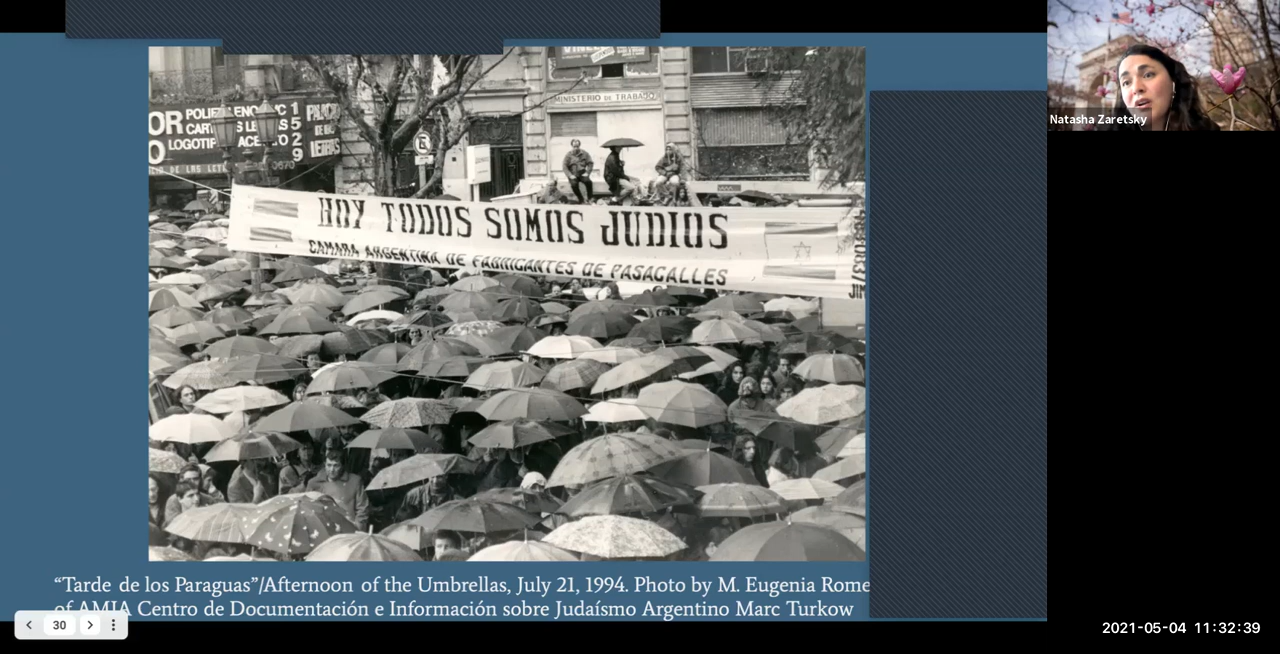 Natasha Zaretsky
MINISTERIO DE TRABAJO
HOY TODOS SOMOS JUDIOS
CAMARA ARGENTINA DE FABRICANTES DE PASACALLES
“Tarde de los Paraguas”/Afternoon of the Umbrellas, July 21, 1994. Photo by M. Eugenia Rome
of AMIA Centro de Documentación e Información sobre Judaísmo Argentino Marc Turkow
30
2021-05-04 11:32:39